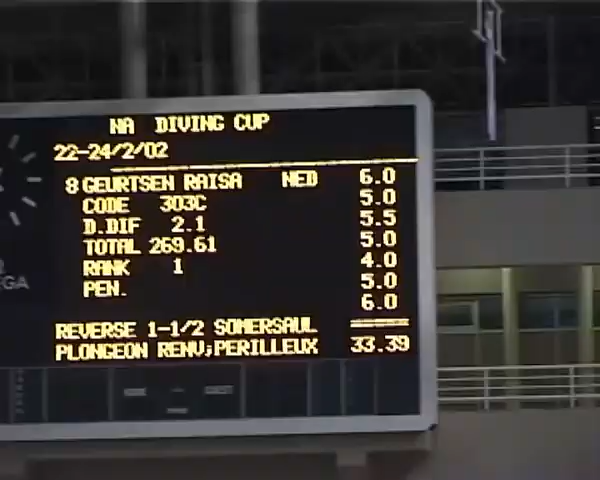 NA DIVING CUP
22-24/2/02
8 GEURTSEN RAISA NED 6.0
CODE 303C 5.0
D.DIF 2.1 5.5
TOTAL 269.61 5.0
RANK 1 4.0
PEN. 5.0
6.0
REVERSE 1-1/2 SOMERSAUL
PLONGEON RENV;PERILLEUX 33.39